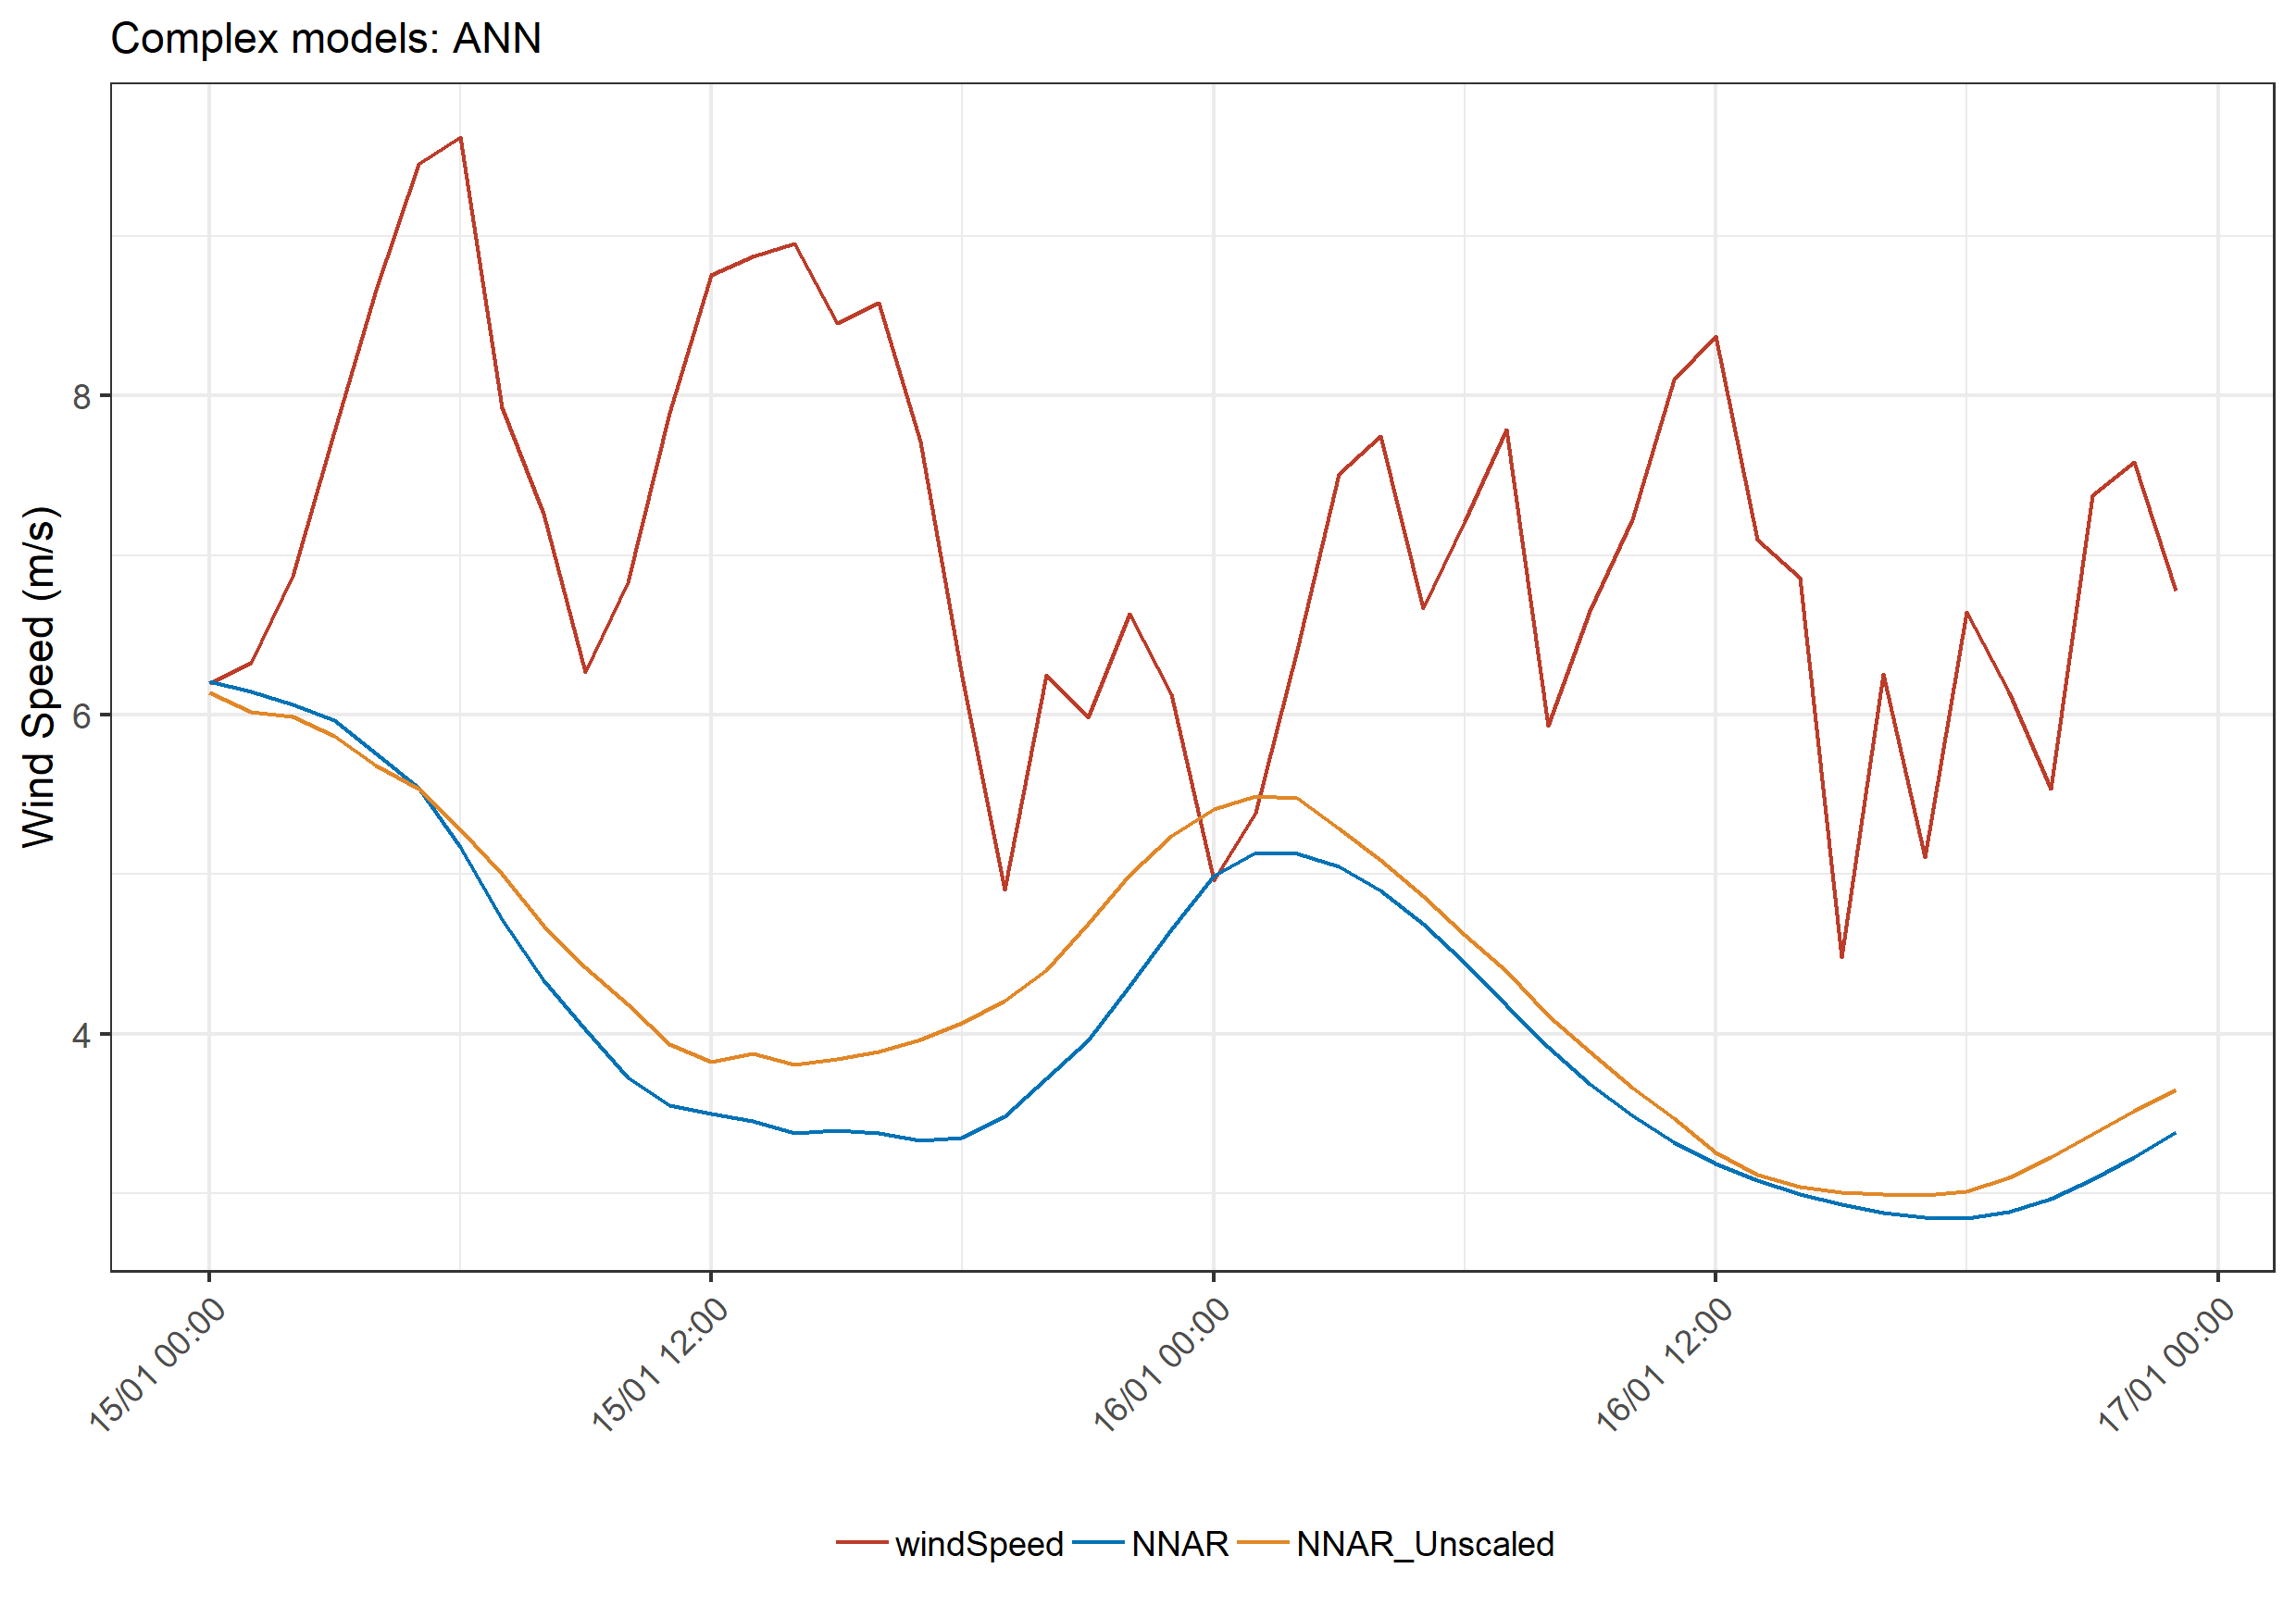 Complex models: ANN
Wind Speed (m/s)
8
6
4
15/01 00:00
15/01 12:00
16/01 00:00
16/01 12:00
17/01 00:00
windSpeed NNAR NNAR_Unscaled